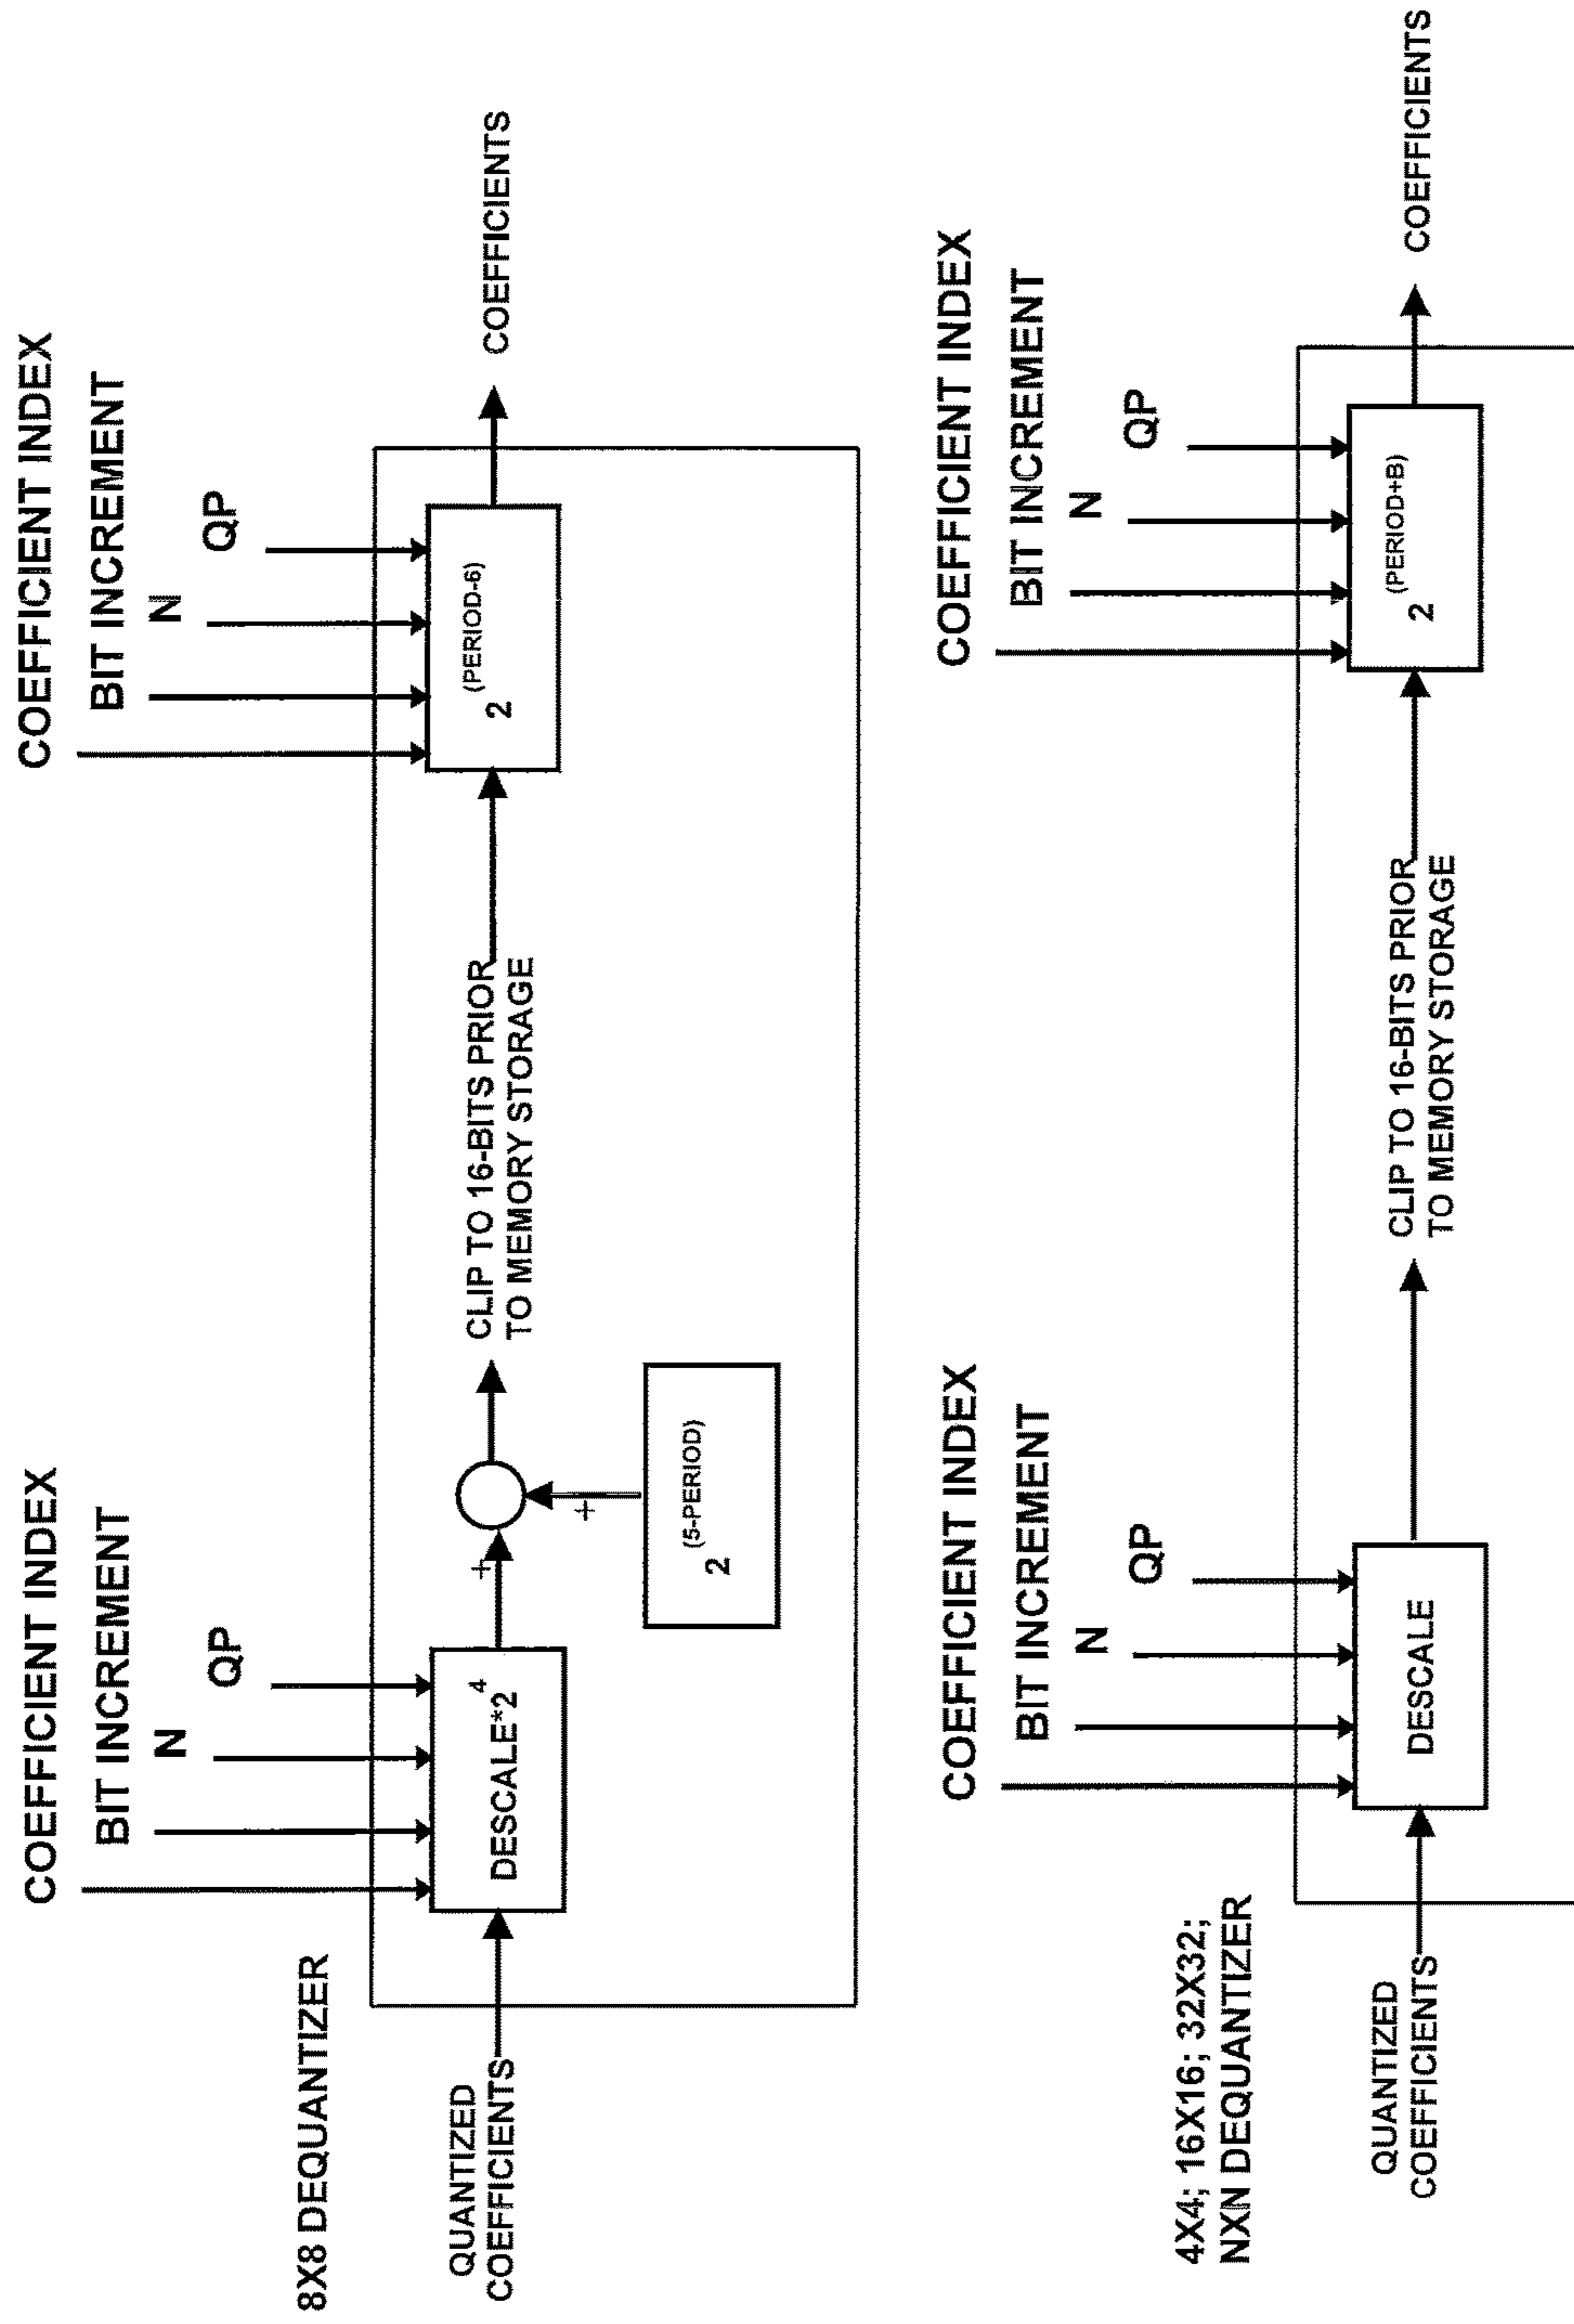 8X8 DEQUANTIZER
COEFFICIENT INDEX
BIT INCREMENT
N
QP
QUANTIZED
COEFFICIENTS
DESCALE*2^4
+
+
2^(5-PERIOD)
CLIP TO 16-BITS PRIOR
TO MEMORY STORAGE
COEFFICIENT INDEX
BIT INCREMENT
N
QP
2^(PERIOD-6)
COEFFICIENTS
4X4; 16X16; 32X32;
NXN DEQUANTIZER
COEFFICIENT INDEX
BIT INCREMENT
N
QP
QUANTIZED
COEFFICIENTS
DESCALE
CLIP TO 16-BITS PRIOR
TO MEMORY STORAGE
COEFFICIENT INDEX
BIT INCREMENT
N
QP
2^(PERIOD+B)
COEFFICIENTS